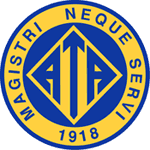 MAGISTRI NEQUE SERVI
ATA
1918